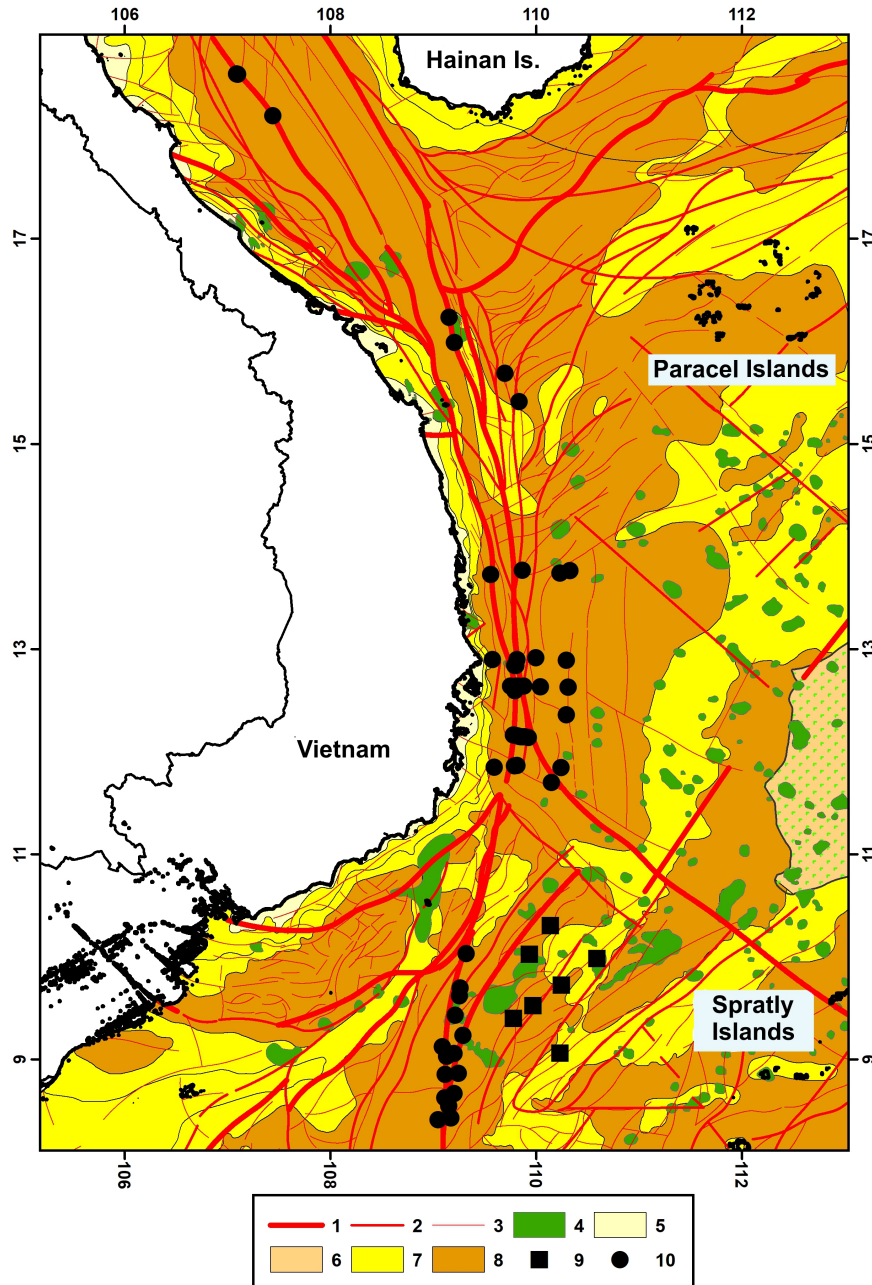 106 108 110 112
Hainan Is.
17 17
Paracel Islands
15 15
13 13
Vietnam
11 11
Spratly
Islands
9 9
106 108 110 112
1 2 3 4 5
6 7 8 9 10